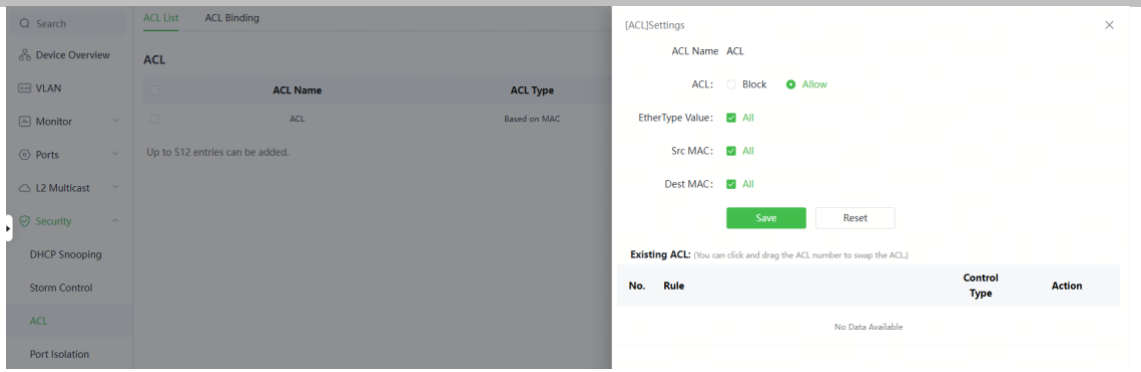 Search
Device Overview
VLAN
Monitor
Ports
L2 Multicast
Security
DHCP Snooping
Storm Control
ACL
Port Isolation
ACL List ACL Binding
ACL
ACL Name ACL Type
ACL Based on MAC
Up to 512 entries can be added.
[ACL]Settings
ACL Name ACL
ACL: Block Allow
EtherType Value: All
Src MAC: All
Dest MAC: All
Save Reset
Existing ACL: (You can click and drag the ACL number to swap the ACL.)
No. Rule Control Type Action
No Data Available